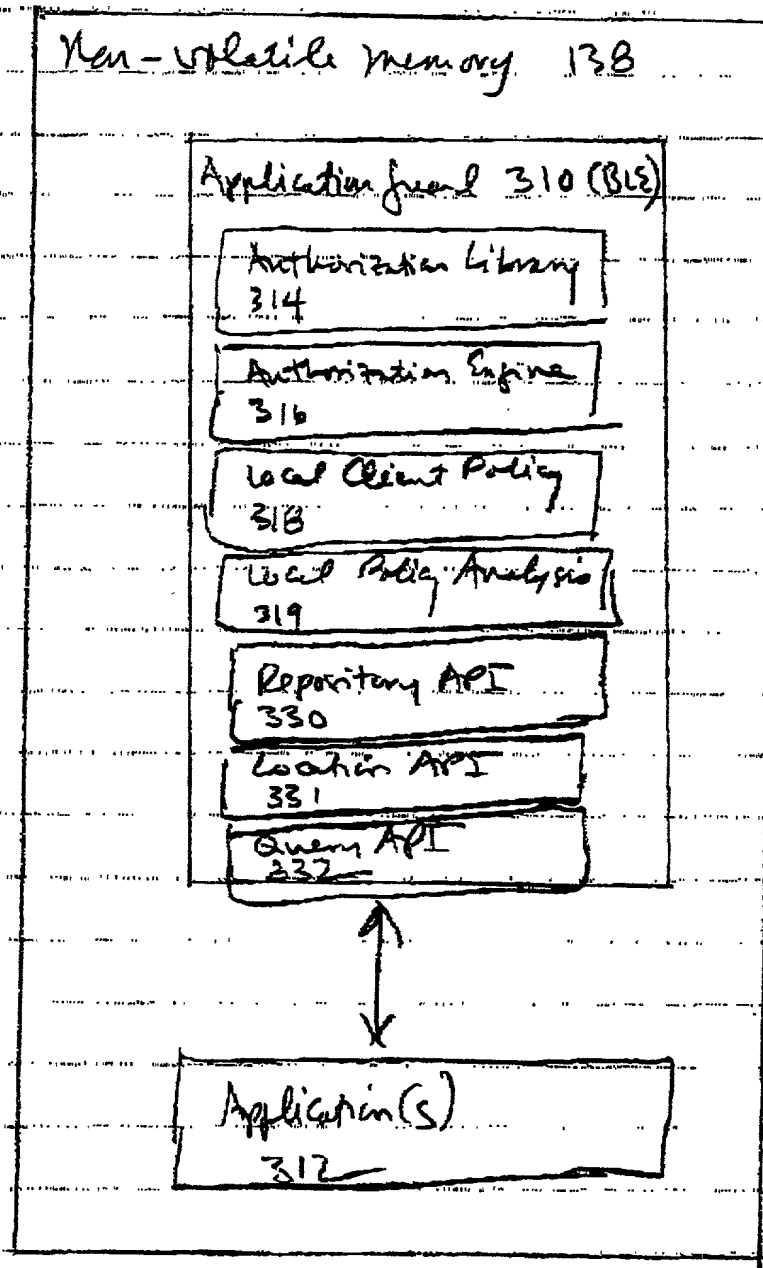 Non-volatile memory 138
Application guard 310 (BLE)
Authorization Library
314
Authorization Engine
316
Local Client Policy
318
Local Policy Analysis
319
Repository API
330
Location API
331
Query API
332
Application(s)
312